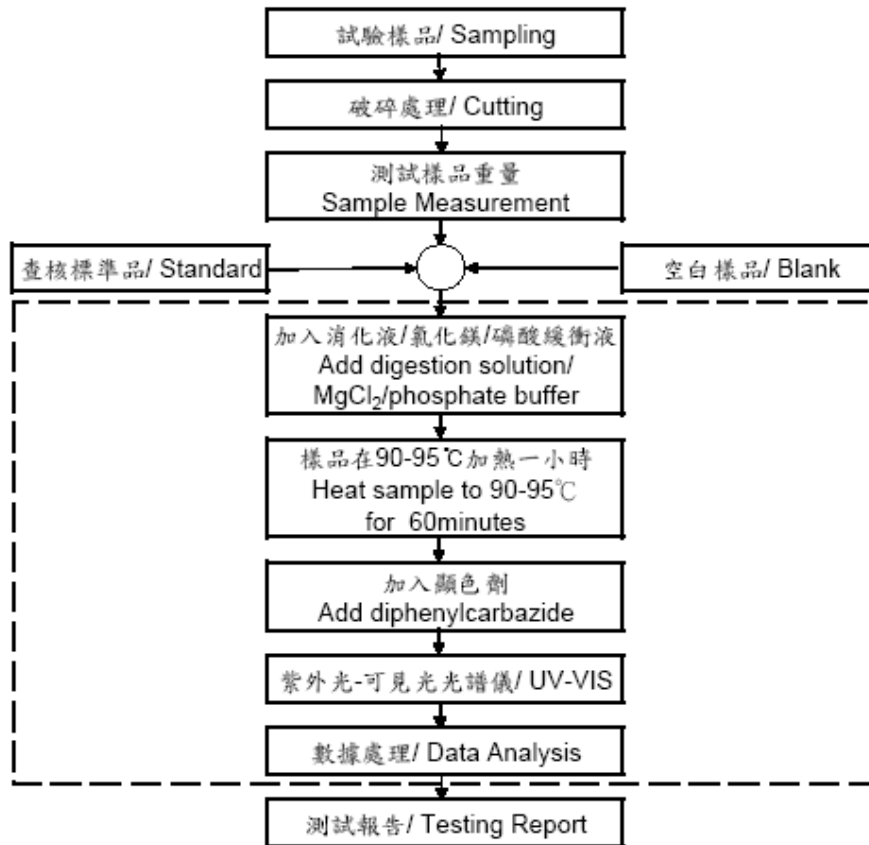 試驗樣品/ Sampling
破碎處理/ Cutting
測試樣品重量
Sample Measurement
查核標準品/ Standard
空白樣品/ Blank
加入消化液/氯化鎂/磷酸緩衝液
Add digestion solution/
MgCl₂/phosphate buffer
樣品在90-95℃加熱一小時
Heat sample to 90-95℃
for 60minutes
加入顯色劑
Add diphenylcarbazide
紫外光-可見光光譜儀/ UV-VIS
數據處理/ Data Analysis
測試報告/ Testing Report